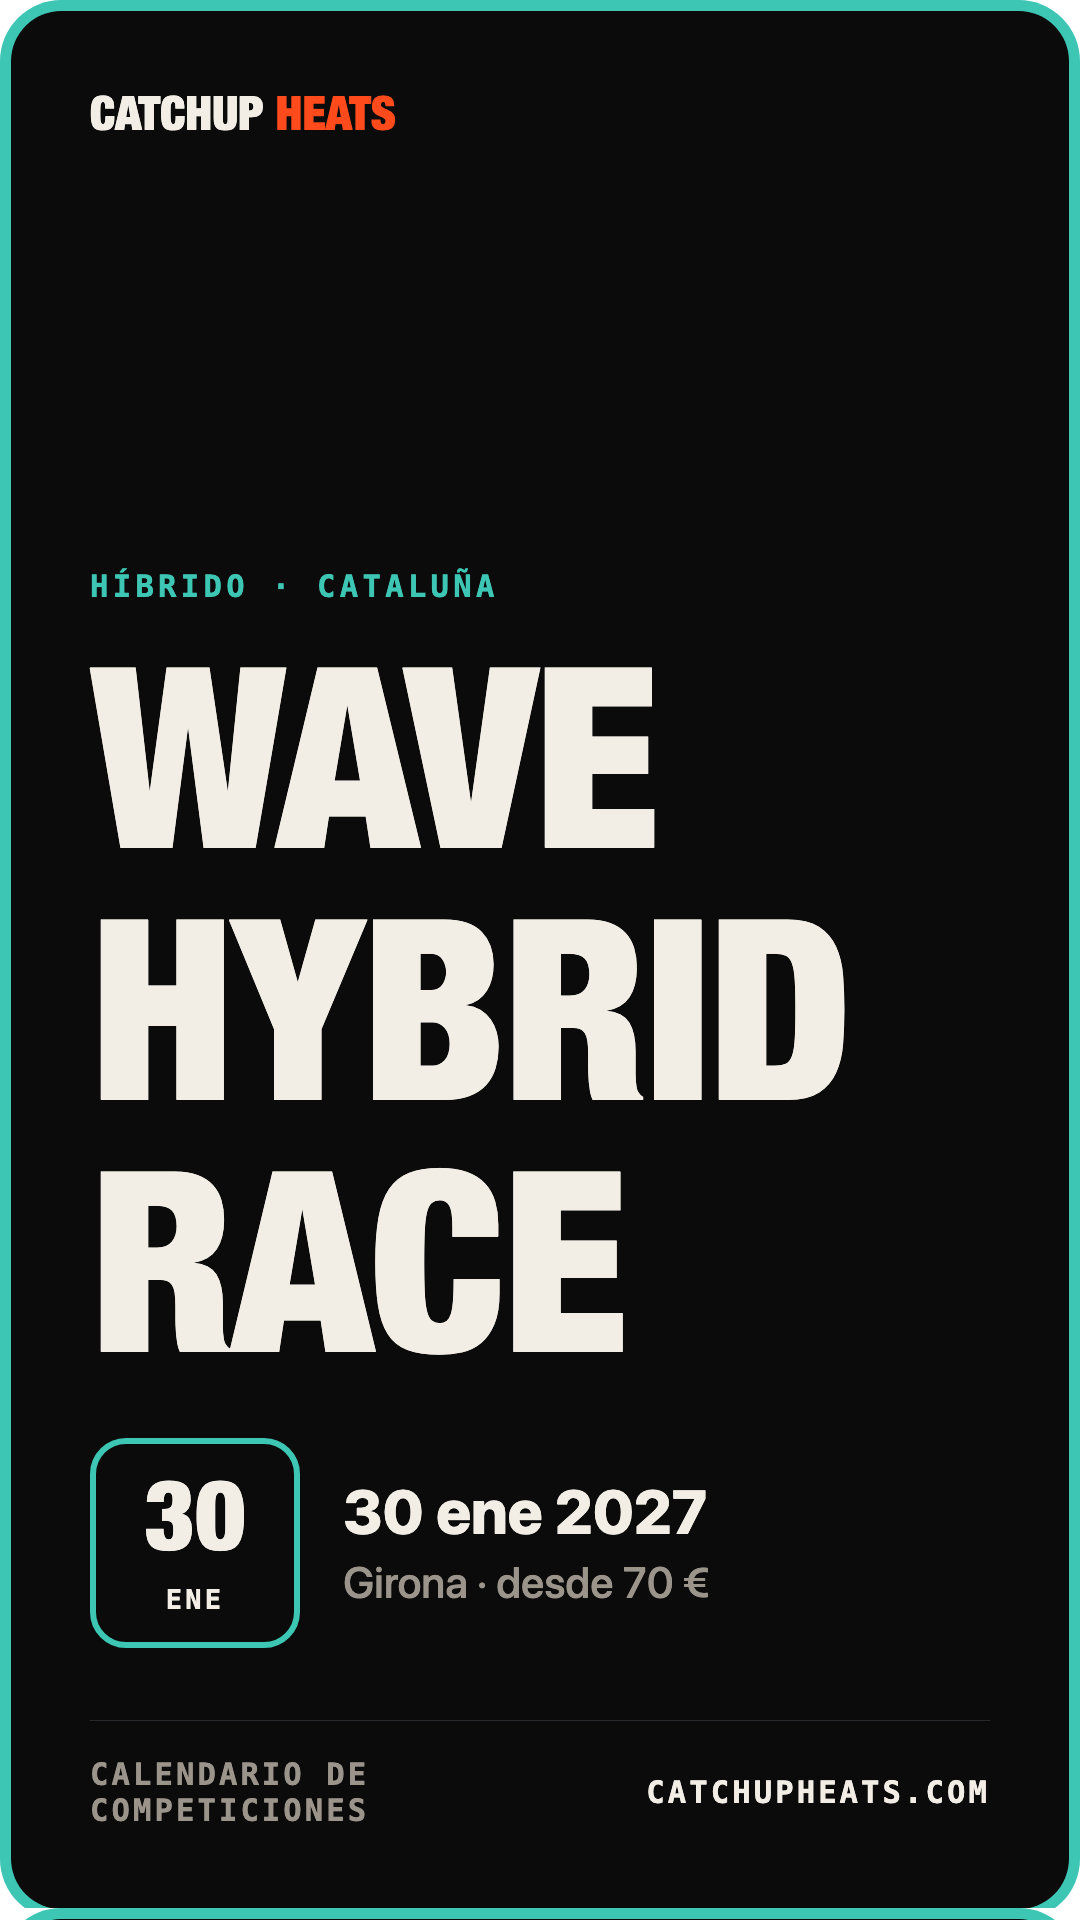 CATCHUP HEATS
HÍBRIDO · CATALUÑA
WAVE
HYBRID
RACE
30
ENE
30 ene 2027
Girona · desde 70 €
CALENDARIO DE
COMPETICIONES
CATCHUPHEATS.COM